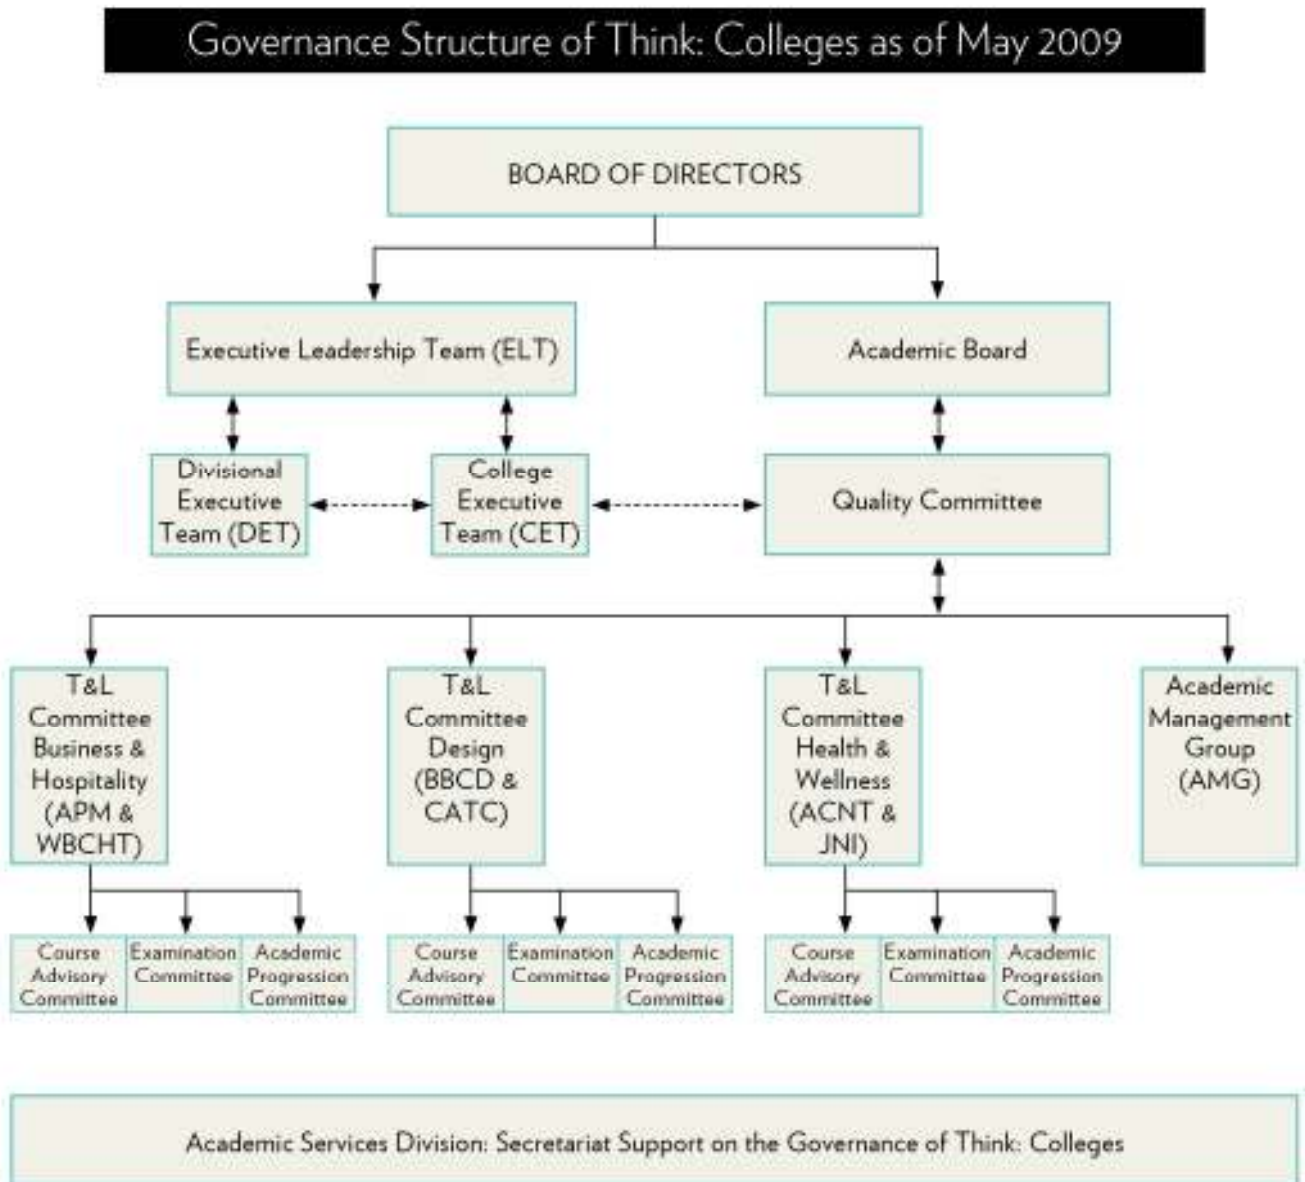 Governance Structure of Think: Colleges as of May 2009
BOARD OF DIRECTORS
Executive Leadership Team (ELT)
Academic Board
Divisional
Executive
Team (DET)
College
Executive
Team (CET)
Quality Committee
T&L
Committee
Business &
Hospitality
(APM &
WBCHT)
T&L
Committee
Design
(BBCD &
CATC)
T&L
Committee
Health &
Wellness
(ACNT &
JNI)
Academic
Management
Group
(AMG)
Course
Advisory
Committee
Examination
Committee
Academic
Progression
Committee
Course
Advisory
Committee
Examination
Committee
Academic
Progression
Committee
Course
Advisory
Committee
Examination
Committee
Academic
Progression
Committee
Academic Services Division: Secretariat Support on the Governance of Think: Colleges